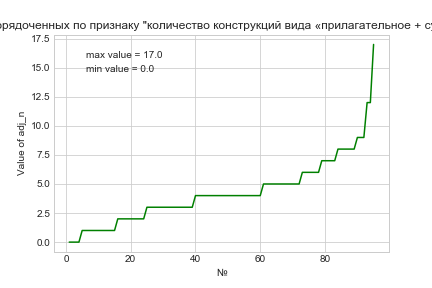 порядоченных по признаку "количество конструкций вида «прилагательное + су
max value = 17.0
min value = 0.0
17.5
15.0
12.5
10.0
7.5
5.0
2.5
0.0
Value of adj_n
0 20 40 60 80
№